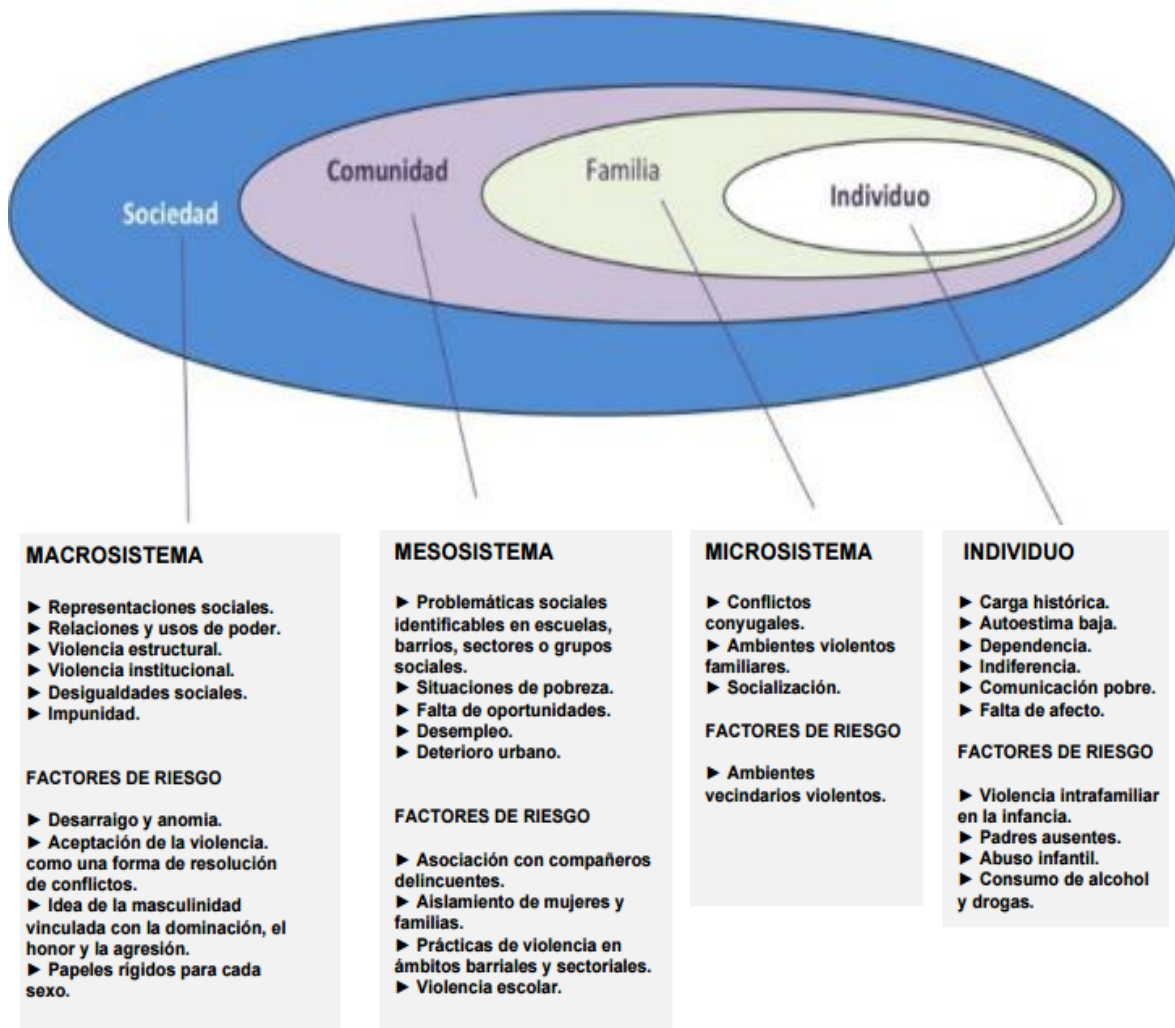 Sociedad
Comunidad
Familia
Individuo
MACROSISTEMA
► Representaciones sociales.
► Relaciones y usos de poder.
► Violencia estructural.
► Violencia institucional.
► Desigualdades sociales.
► Impunidad.
FACTORES DE RIESGO
► Desarraigo y anomia.
► Aceptación de la violencia.
como una forma de resolución
de conflictos.
► Idea de la masculinidad
vinculada con la dominación, el
honor y la agresión.
► Papeles rígidos para cada
sexo.
MESOSISTEMA
► Problemáticas sociales
identificables en escuelas,
barrios, sectores o grupos
sociales.
► Situaciones de pobreza.
► Falta de oportunidades.
► Desempleo.
► Deterioro urbano.
FACTORES DE RIESGO
► Asociación con compañeros
delincuentes.
► Aislamiento de mujeres y
familias.
► Prácticas de violencia en
ámbitos barriales y sectoriales.
► Violencia escolar.
MICROSISTEMA
► Conflictos
conyugales.
► Ambientes violentos
familiares.
► Socialización.
FACTORES DE RIESGO
► Ambientes
vecindarios violentos.
INDIVIDUO
► Carga histórica.
► Autoestima baja.
► Dependencia.
► Indiferencia.
► Comunicación pobre.
► Falta de afecto.
FACTORES DE RIESGO
► Violencia intrafamiliar
en la infancia.
► Padres ausentes.
► Abuso infantil.
► Consumo de alcohol
y drogas.